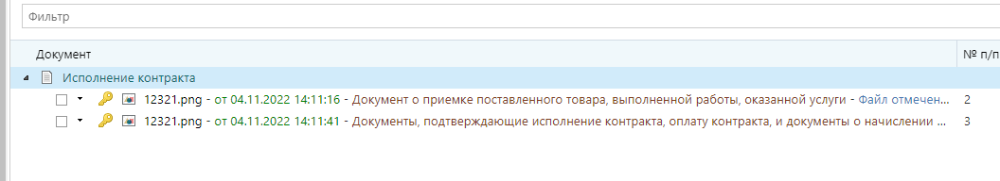 Фильтр
Документ № п/п
Исполнение контракта
12321.png - от 04.11.2022 14:11:16 - Документ о приемке поставленного товара, выполненной работы, оказанной услуги - Файл отмечен... 2
12321.png - от 04.11.2022 14:11:41 - Документы, подтверждающие исполнение контракта, оплату контракта, и документы о начислении ... 3